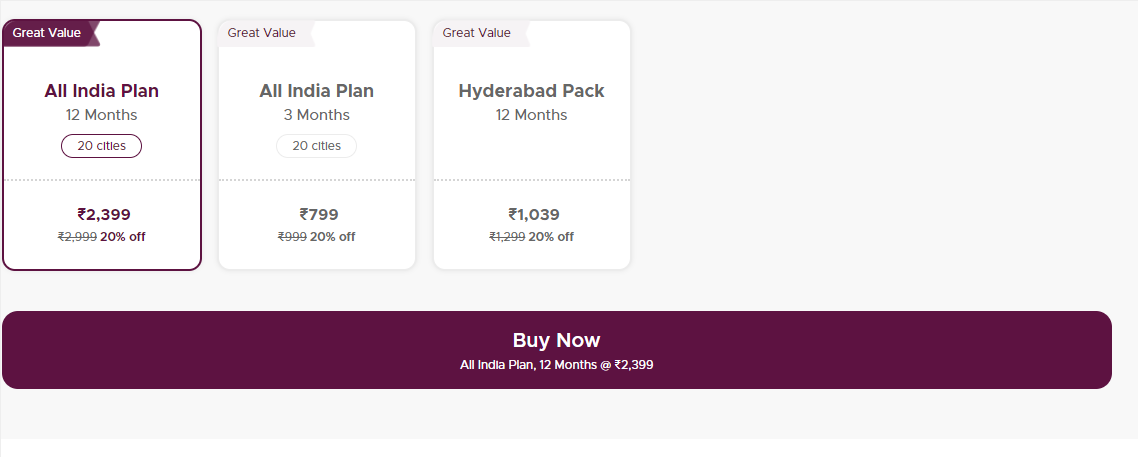 Great Value
All India Plan
12 Months
20 cities
₹2,399
₹2,999 20% off
Great Value
All India Plan
3 Months
20 cities
₹799
₹999 20% off
Great Value
Hyderabad Pack
12 Months
₹1,039
₹1,299 20% off
Buy Now
All India Plan, 12 Months @ ₹2,399